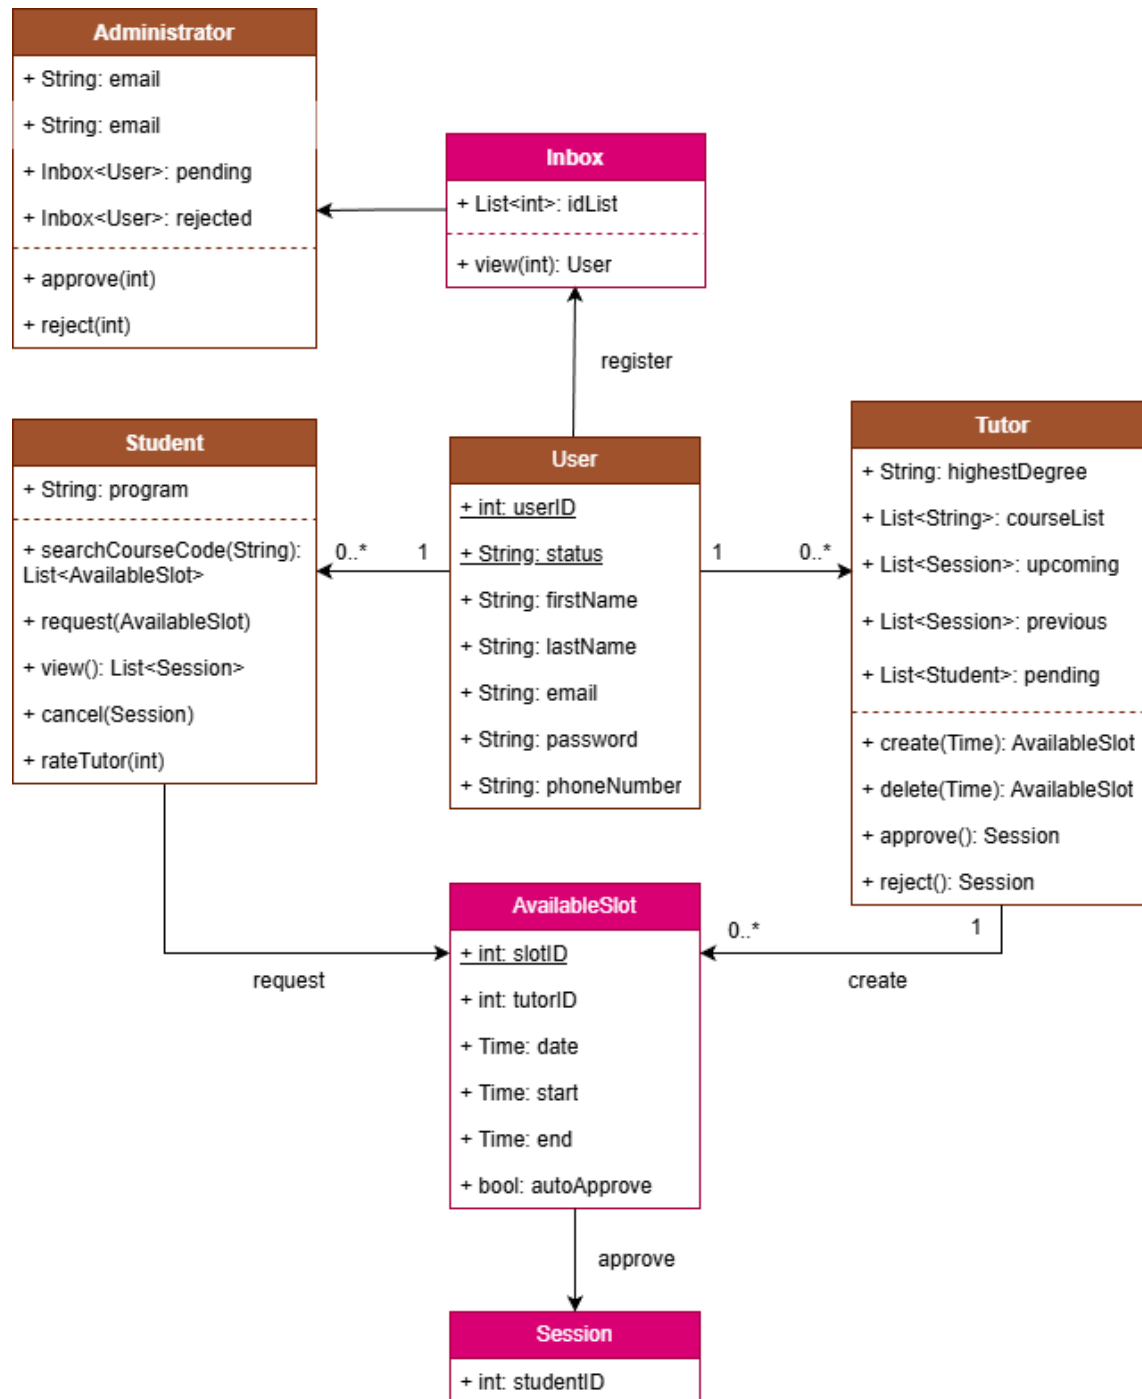 Administrator
+ String: email
+ String: email
+ Inbox<User>: pending
+ Inbox<User>: rejected
+ approve(int)
+ reject(int)
Inbox
+ List<int>: idList
+ view(int): User
register
Student
+ String: program
+ searchCourseCode(String):
List<AvailableSlot>
+ request(AvailableSlot)
+ view(): List<Session>
+ cancel(Session)
+ rateTutor(int)
0..*
1
User
+ int: userID
+ String: status
+ String: firstName
+ String: lastName
+ String: email
+ String: password
+ String: phoneNumber
1
0..*
Tutor
+ String: highestDegree
+ List<String>: courseList
+ List<Session>: upcoming
+ List<Session>: previous
+ List<Student>: pending
+ create(Time): AvailableSlot
+ delete(Time): AvailableSlot
+ approve(): Session
+ reject(): Session
request
AvailableSlot
+ int: slotID
+ int: tutorID
+ Time: date
+ Time: start
+ Time: end
+ bool: autoApprove
0..*
1
create
approve
Session
+ int: studentID